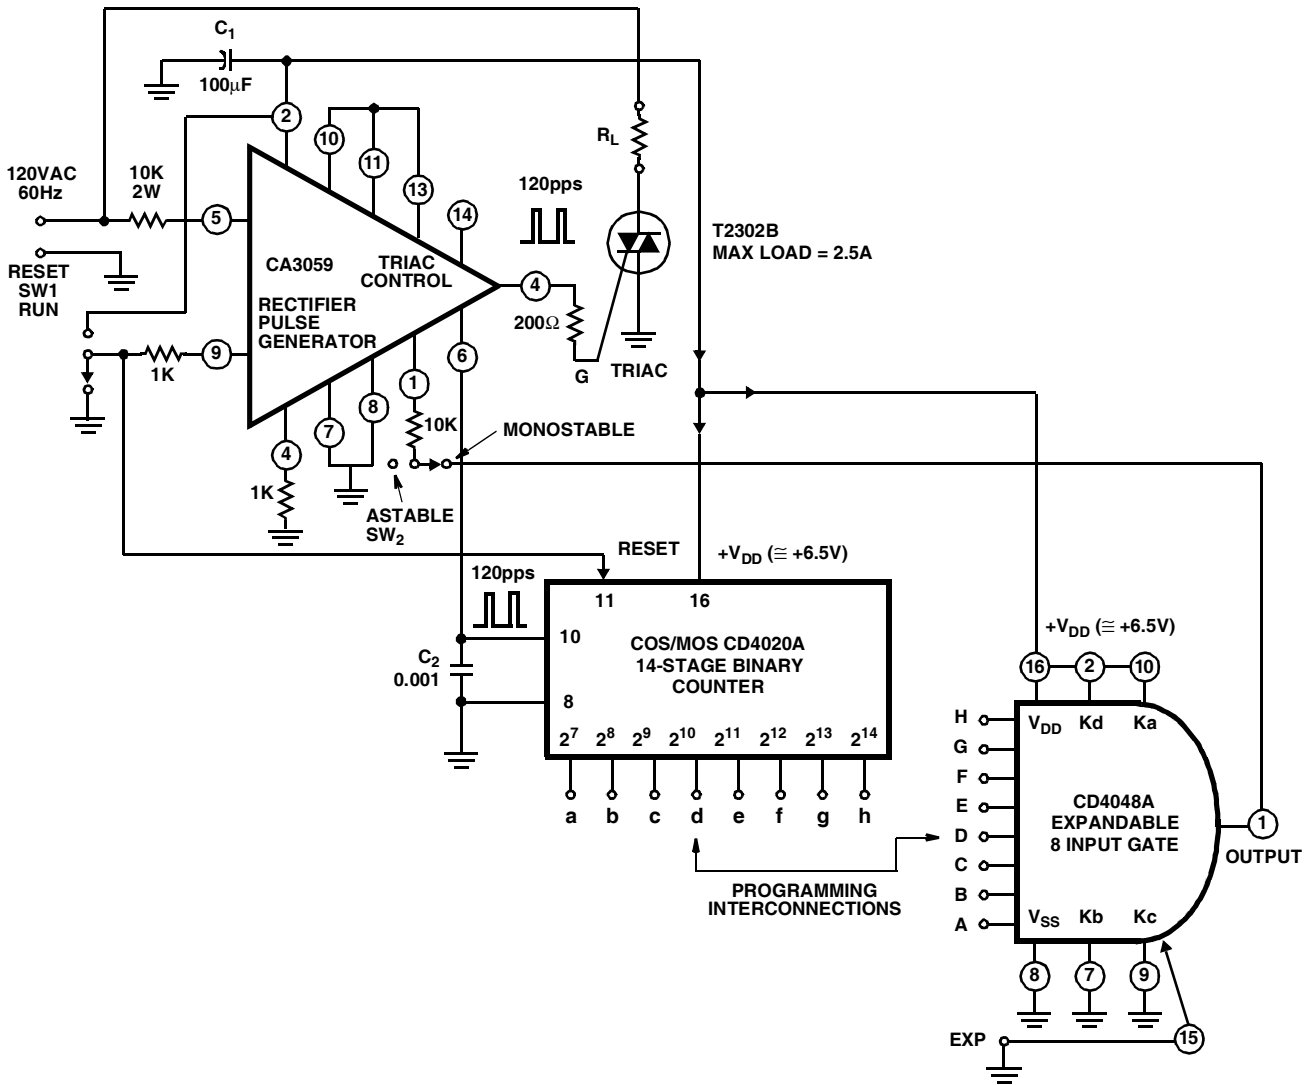 C1
100µF
2
10
11
13
14
120VAC
60Hz
10K
2W
5
120pps
RL
T2302B
MAX LOAD = 2.5A
RESET
SW1
RUN
CA3059
TRIAC
CONTROL
RECTIFIER
PULSE
GENERATOR
4
200Ω
G
TRIAC
1K
9
6
1
8
7
10K
MONOSTABLE
4
1K
ASTABLE
SW2
RESET
+VDD (≅ +6.5V)
120pps
11
16
10
COS/MOS CD4020A
14-STAGE BINARY
COUNTER
C2
0.001
8
2^7 2^8 2^9 2^10 2^11 2^12 2^13 2^14
a b c d e f g h
PROGRAMMING
INTERCONNECTIONS
+VDD (≅ +6.5V)
16 2 10
VDD Kd Ka
H
G
F
E
D
C
B
A
CD4048A
EXPANDABLE
8 INPUT GATE
1
OUTPUT
VSS Kb Kc
8 7 9
EXP
15